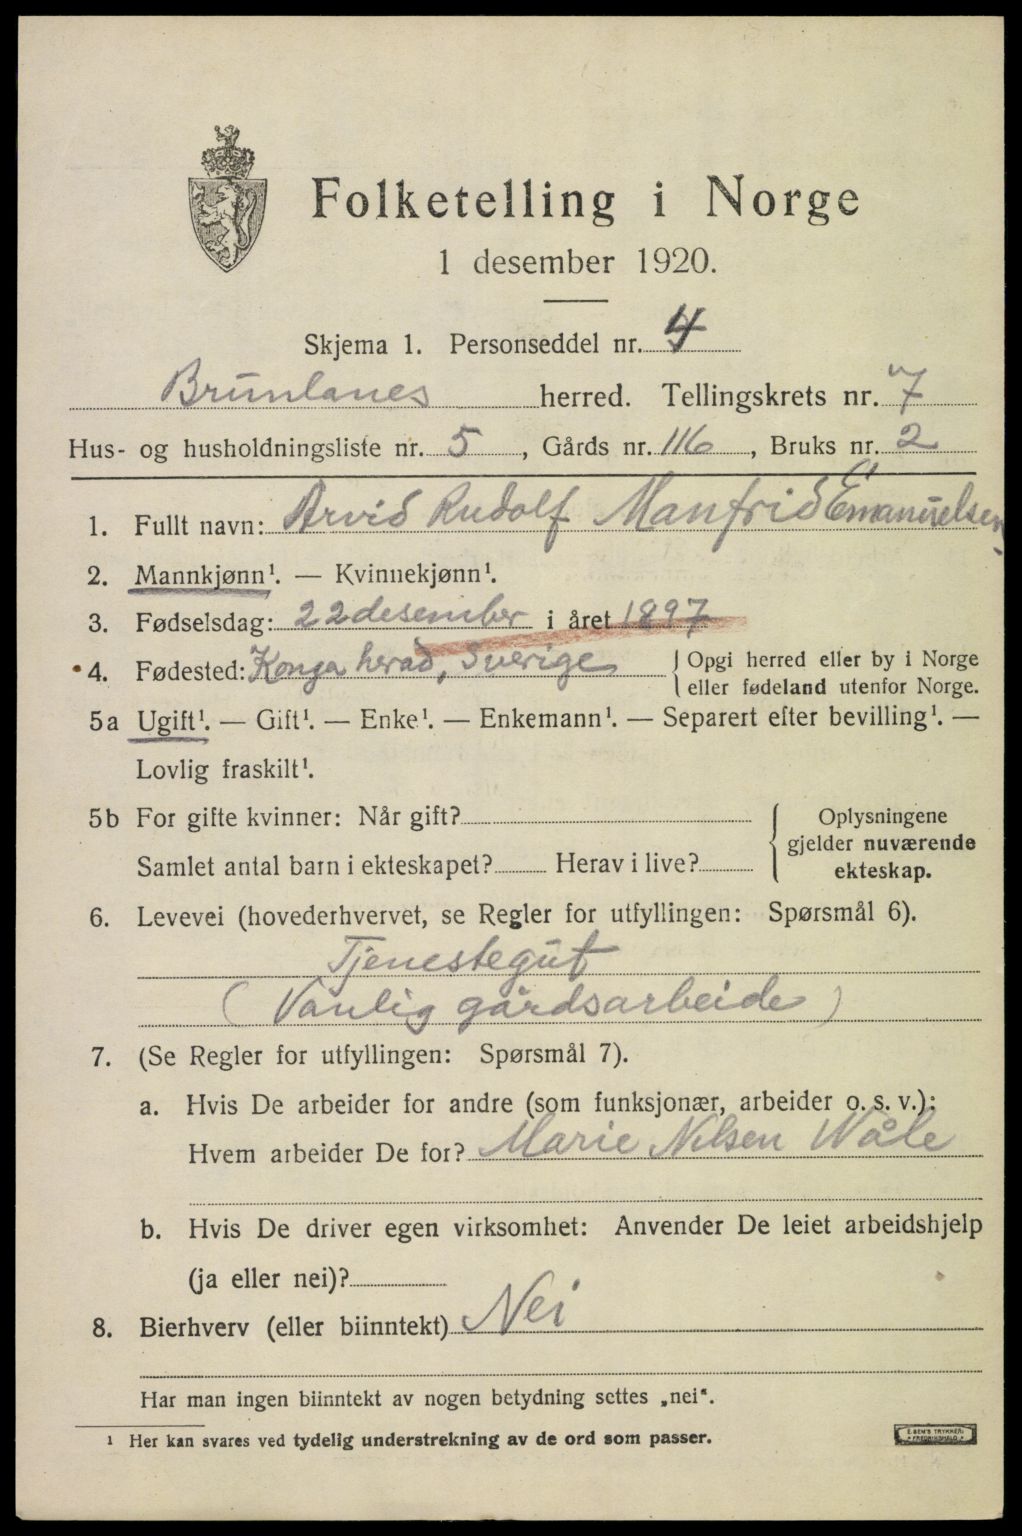 Folketelling i Norge
1 desember 1920.
Skjema 1. Personseddel nr. 4
Brunlanes herred. Tellingskrets nr. 7
Hus- og husholdningsliste nr. 5, Gårds nr. 116, Bruks nr. 2
1. Fullt navn: Arvid Rudolf Manfrid Emanuelsen
2. Mannkjønn¹. — Kvinnekjønn¹.
3. Fødselsdag: 22 desember i året 1897
4. Fødested: Konga herad, Sverige { Opgi herred eller by i Norge
eller fødeland utenfor Norge.
5a Ugift¹. — Gift¹. — Enke¹. — Enkemann¹. — Separert efter bevilling¹. —
Lovlig fraskilt¹.
5b For gifte kvinner: Når gift?
Samlet antal barn i ekteskapet? Herav i live?
{ Oplysningene
gjelder nuværende
ekteskap.
6. Levevei (hovederhvervet, se Regler for utfyllingen: Spørsmål 6).
Tjenestegut
(Vanlig gårdsarbeide)
7. (Se Regler for utfyllingen: Spørsmål 7).
a. Hvis De arbeider for andre (som funksjonær, arbeider o. s. v.):
Hvem arbeider De for? Marie Nilsen Wåle
b. Hvis De driver egen virksomhet: Anvender De leiet arbeidshjelp
(ja eller nei)?
8. Bierhverv (eller biinntekt) Nei
Har man ingen biinntekt av nogen betydning settes „nei“.
¹ Her kan svares ved tydelig understrekning av de ord som passer.
E. SEM'S TRYKKERI
FREDRIKSHALD